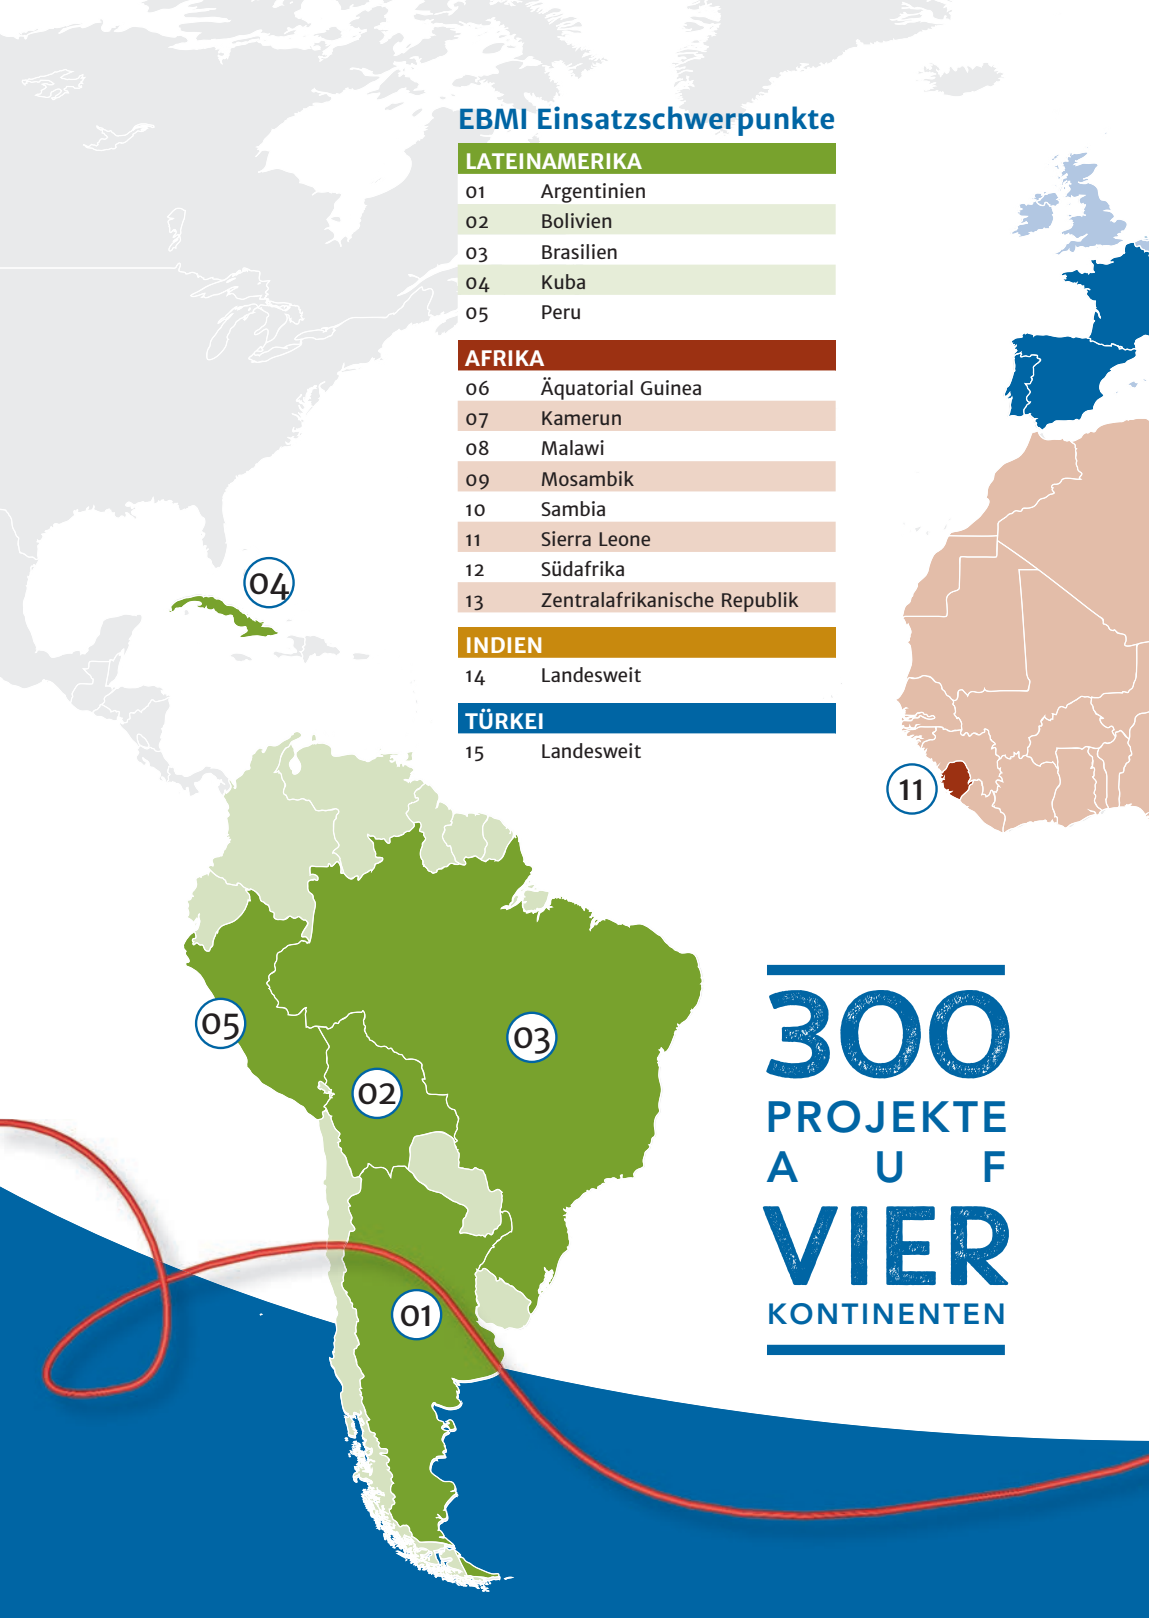 EBMI Einsatzschwerpunkte
LATEINAMERIKA
01 Argentinien
02 Bolivien
03 Brasilien
04 Kuba
05 Peru
AFRIKA
06 Äquatorial Guinea
07 Kamerun
08 Malawi
09 Mosambik
10 Sambia
11 Sierra Leone
12 Südafrika
13 Zentralafrikanische Republik
INDIEN
14 Landesweit
TÜRKEI
15 Landesweit
04
11
05
03
02
01
300
PROJEKTE
AUF
VIER
KONTINENTEN